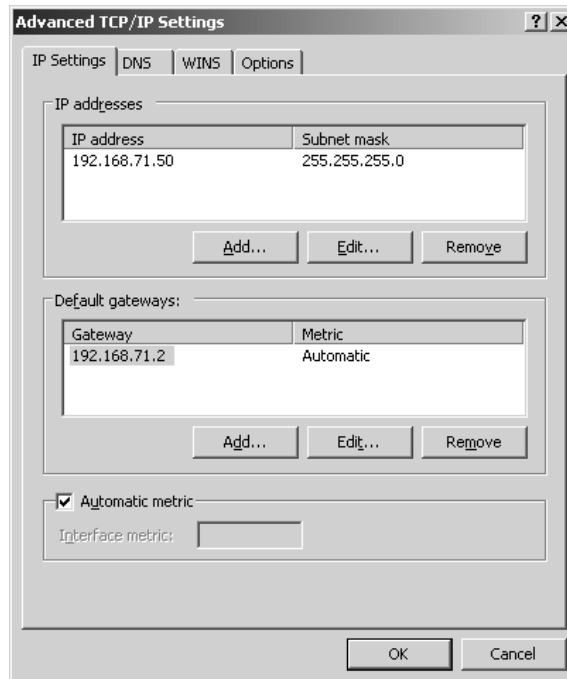 Advanced TCP/IP Settings
IP Settings DNS WINS Options
IP addresses
IP address Subnet mask
192.168.71.50 255.255.255.0
Add... Edit... Remove
Default gateways:
Gateway Metric
192.168.71.2 Automatic
Add... Edit... Remove
Automatic metric
Interface metric:
OK Cancel